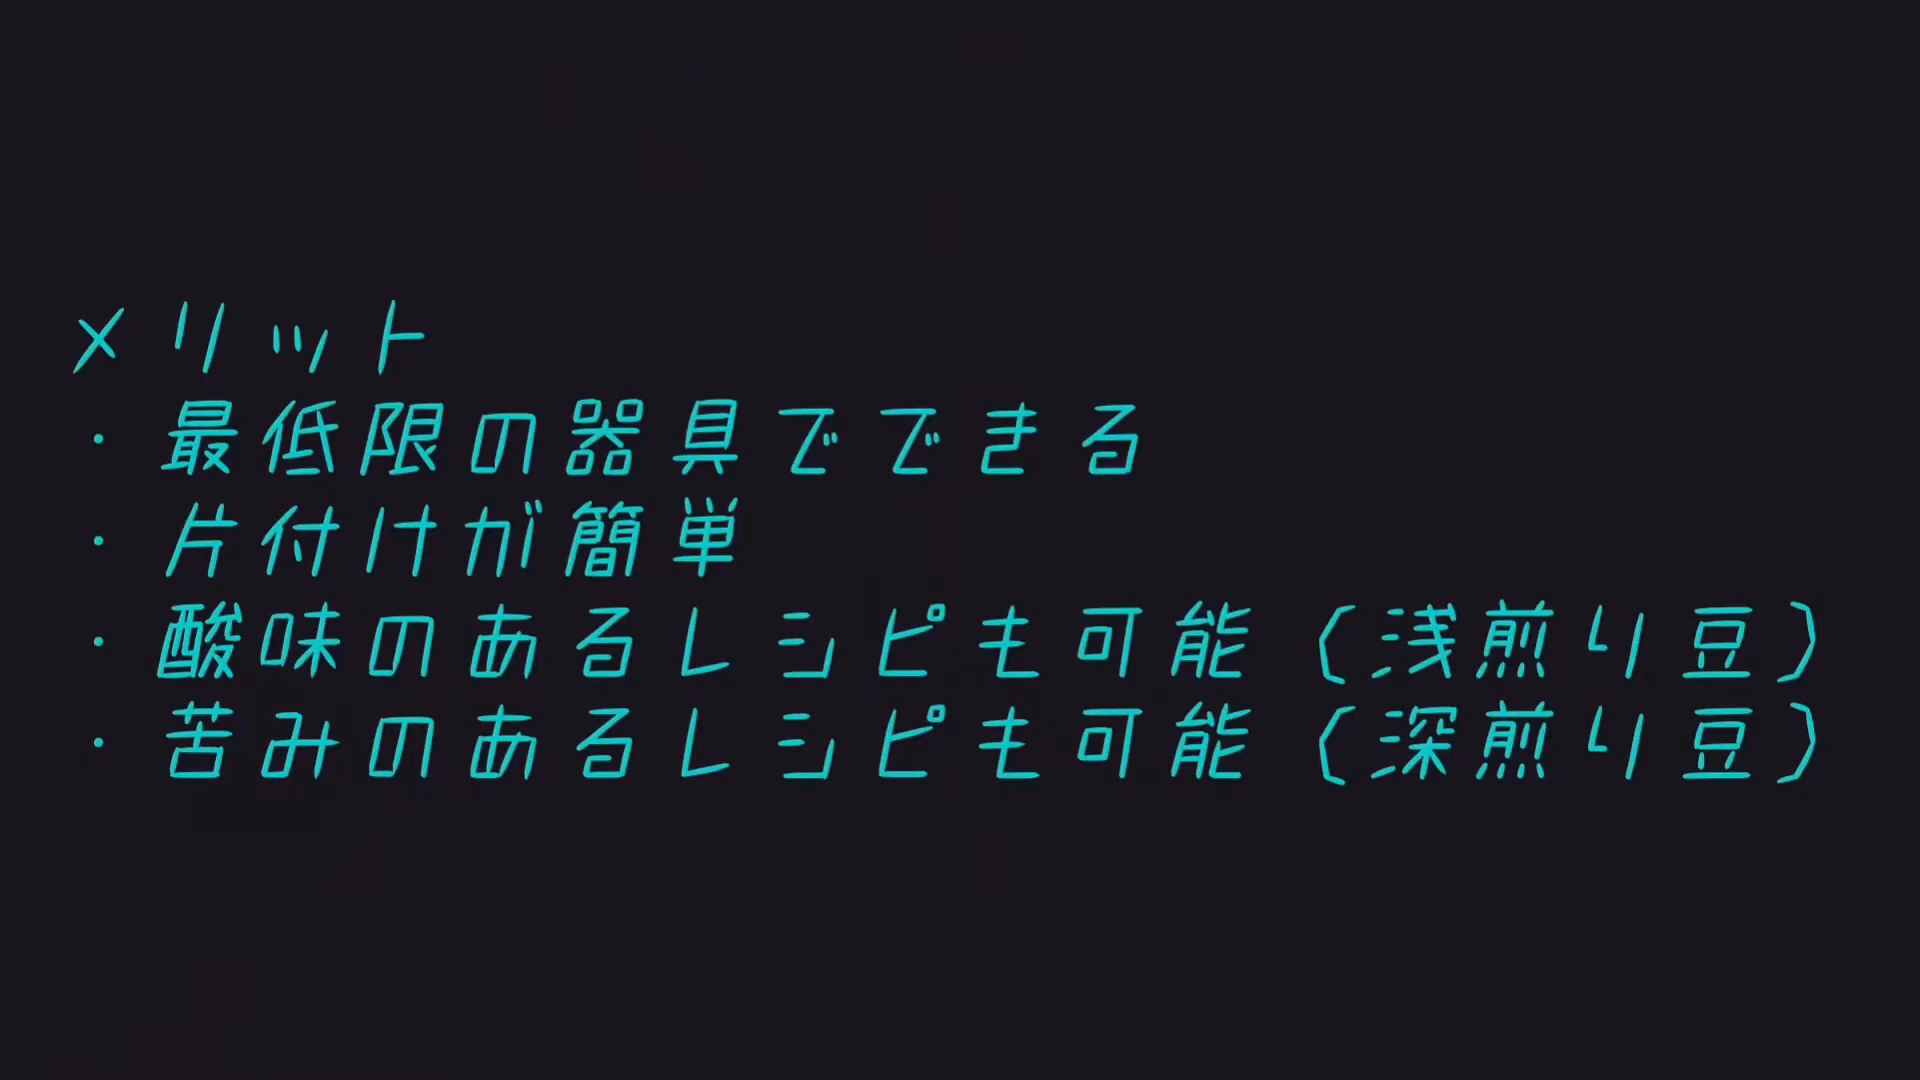 メリット
・最低限の器具でできる
・片付けが簡単
・酸味のあるレシピも可能（浅煎り豆）
・苦みのあるレシピも可能（深煎り豆）